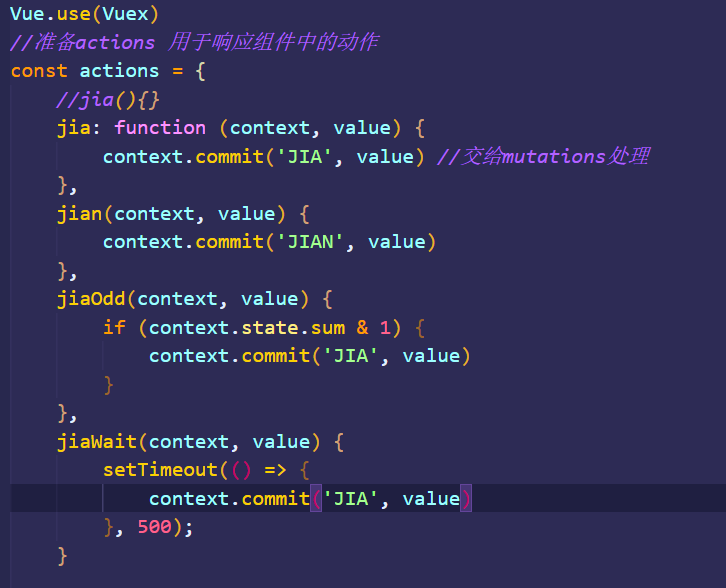 Vue.use(Vuex)
//准备actions 用于响应组件中的动作
const actions = {
//jia(){}
jia: function (context, value) {
context.commit('JIA', value) //交给mutations处理
},
jian(context, value) {
context.commit('JIAN', value)
},
jiaOdd(context, value) {
if (context.state.sum & 1) {
context.commit('JIA', value)
}
},
jiaWait(context, value) {
setTimeout(() => {
context.commit('JIA', value)
}, 500);
}